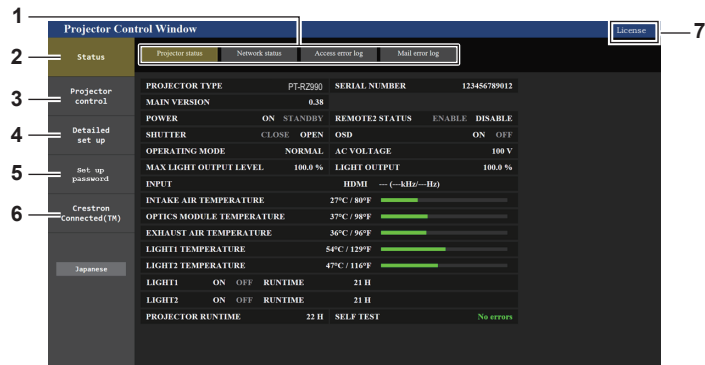 1
Projector Control Window
License
7
2
Status
Projector status
Network status
Access error log
Mail error log
3
Projector
control
4
Detailed
set up
5
Set up
password
6
Crestron
Connected(TM)
Japanese
PROJECTOR TYPE PT-RZ990 SERIAL NUMBER 123456789012
MAIN VERSION 0.38
POWER ON STANDBY REMOTE2 STATUS ENABLE DISABLE
SHUTTER CLOSE OPEN OSD ON OFF
OPERATING MODE NORMAL AC VOLTAGE 100 V
MAX LIGHT OUTPUT LEVEL 100.0 % LIGHT OUTPUT 100.0 %
INPUT HDMI --- (---kHz/---Hz)
INTAKE AIR TEMPERATURE 27°C / 80°F
OPTICS MODULE TEMPERATURE 37°C / 98°F
EXHAUST AIR TEMPERATURE 36°C / 96°F
LIGHT1 TEMPERATURE 54°C / 129°F
LIGHT2 TEMPERATURE 47°C / 116°F
LIGHT1 ON OFF RUNTIME 21 H
LIGHT2 ON OFF RUNTIME 21 H
PROJECTOR RUNTIME 22 H SELF TEST No errors